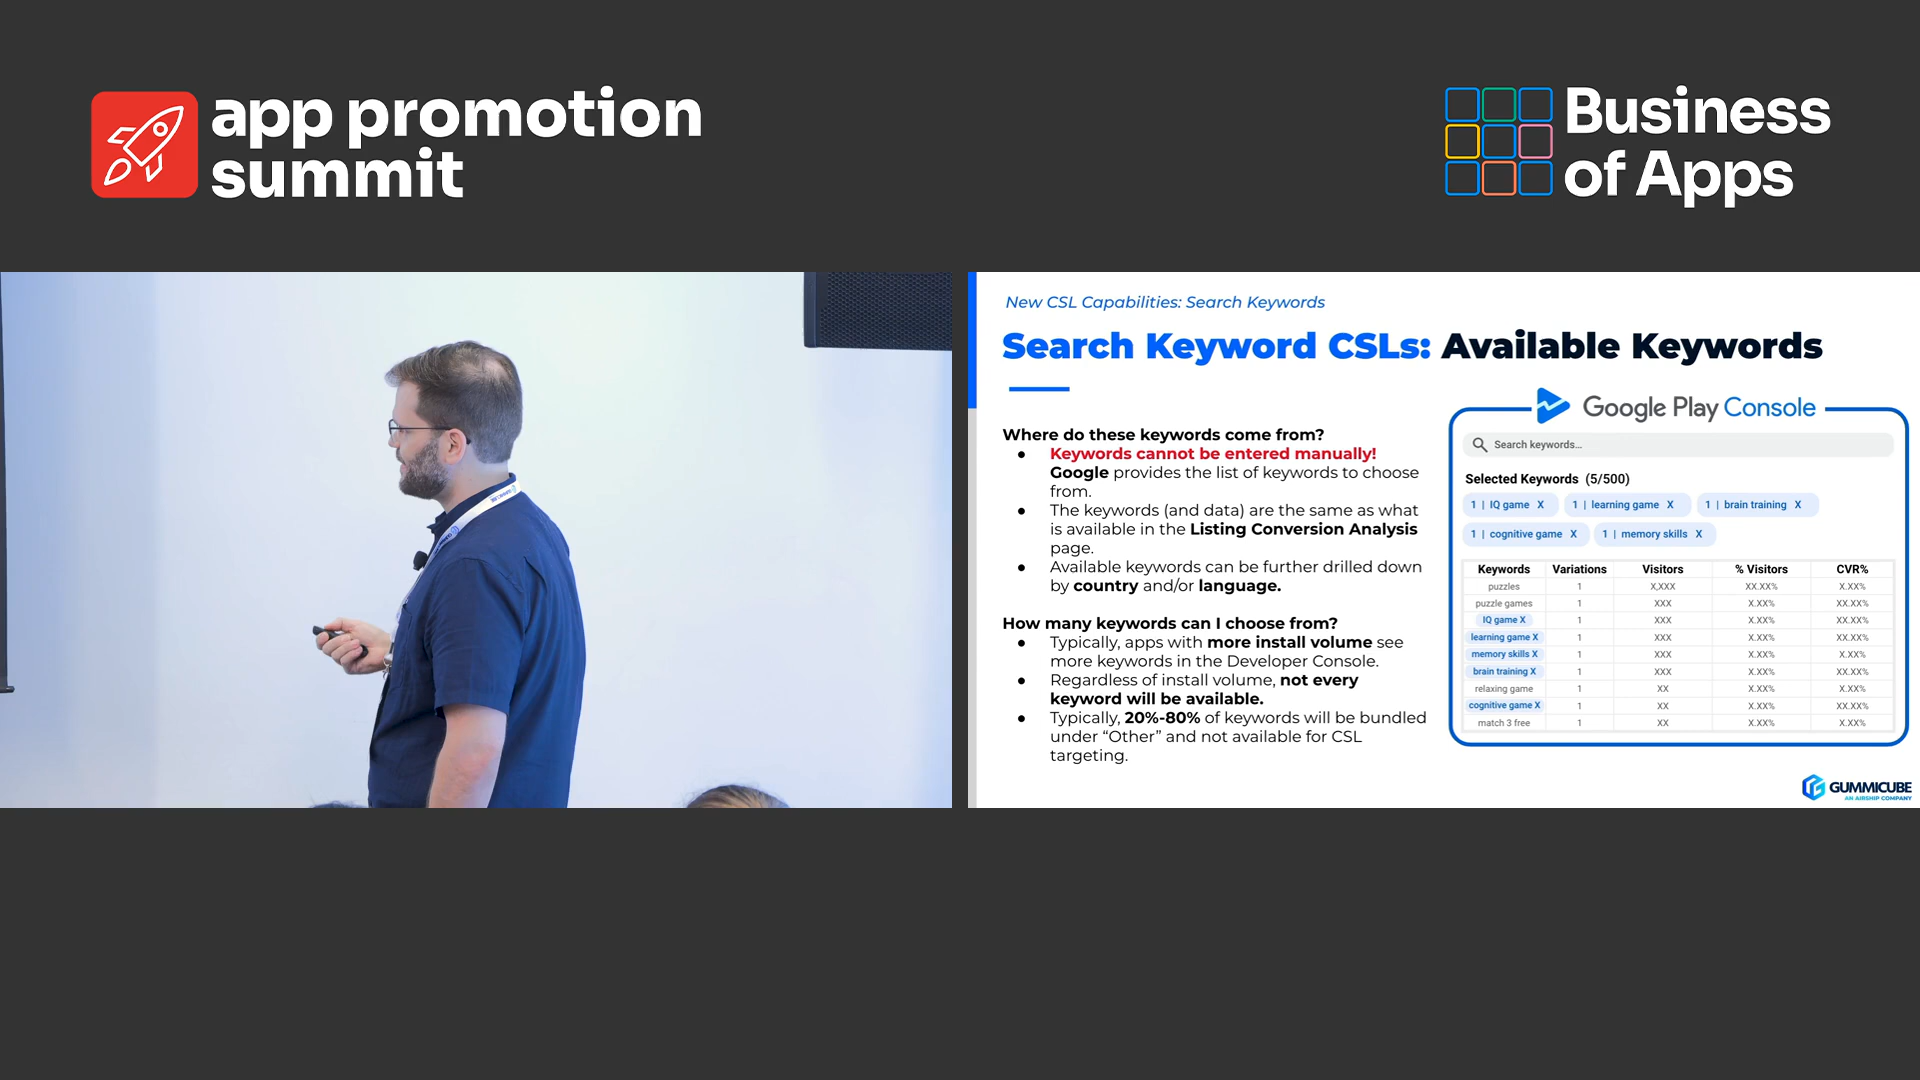 app promotion
summit
Business
of Apps
New CSL Capabilities: Search Keywords
Search Keyword CSLs: Available Keywords
Where do these keywords come from?
● Keywords cannot be entered manually!
Google provides the list of keywords to choose
from.
● The keywords (and data) are the same as what
is available in the Listing Conversion Analysis
page.
● Available keywords can be further drilled down
by country and/or language.
How many keywords can I choose from?
● Typically, apps with more install volume see
more keywords in the Developer Console.
● Regardless of install volume, not every
keyword will be available.
● Typically, 20%-80% of keywords will be bundled
under “Other” and not available for CSL
targeting.
Google Play Console
Search keywords...
Selected Keywords (5/500)
1 | IQ game X 1 | learning game X 1 | brain training X
1 | cognitive game X 1 | memory skills X
Keywords Variations Visitors % Visitors CVR%
puzzles 1 X,XXX XX.XX% X.XX%
puzzle games 1 XXX X.XX% XX.XX%
IQ game X 1 XXX X.XX% XX.XX%
learning game X 1 XXX X.XX% XX.XX%
memory skills X 1 XXX X.XX% X.XX%
brain training X 1 XXX X.XX% XX.XX%
relaxing game 1 XX X.XX% X.XX%
cognitive game X 1 XX X.XX% XX.XX%
match 3 free 1 XX X.XX% X.XX%
GUMMICUBE
AN AIRSHIP COMPANY